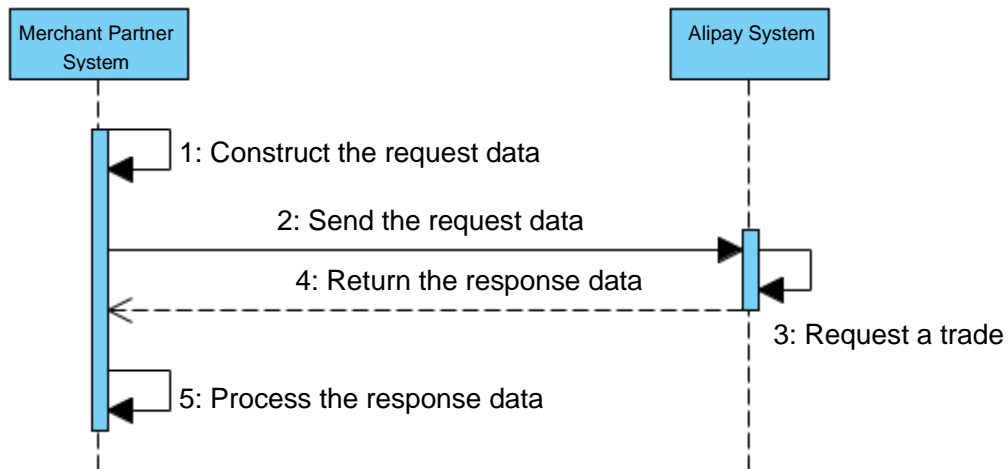 Merchant Partner
System
Alipay System
1: Construct the request data
2: Send the request data
4: Return the response data
3: Request a trade
5: Process the response data